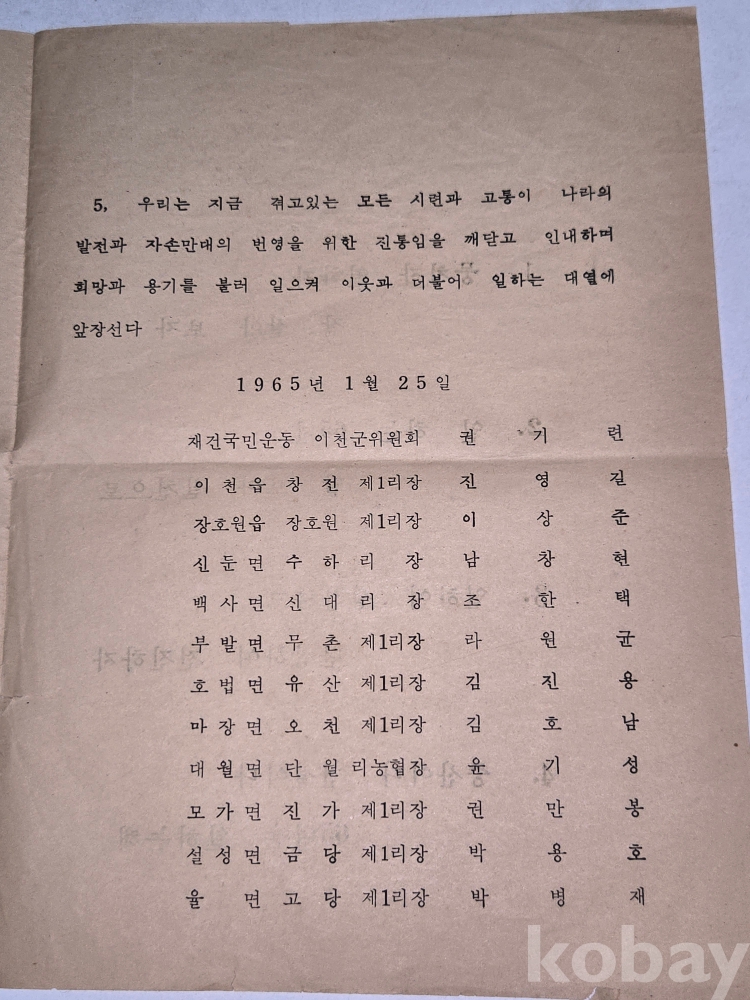 5, 우리는 지금 겪고있는 모든 시련과 고통이 나라의
발전과 자손만대의 번영을 위한 진통임을 깨닫고 인내하며
희망과 용기를 불러 일으켜 이웃과 더불어 일하는 대열에
앞장선다
1965년 1월 25일
재건국민운동 이천군위원회 권기련
이천읍 창전 제1리장 진영길
장호원읍 장호원 제1리장 이상준
신둔면 수하리장 남창현
백사면 신대리장 조한택
부발면 무촌 제1리장 라원균
호법면 유산 제1리장 김진용
마장면 오천 제1리장 김호남
대월면 단월리농협장 윤기성
모가면 진가 제1리장 권만봉
설성면 금당 제1리장 박용호
율면 고당 제1리장 박병재
kobay